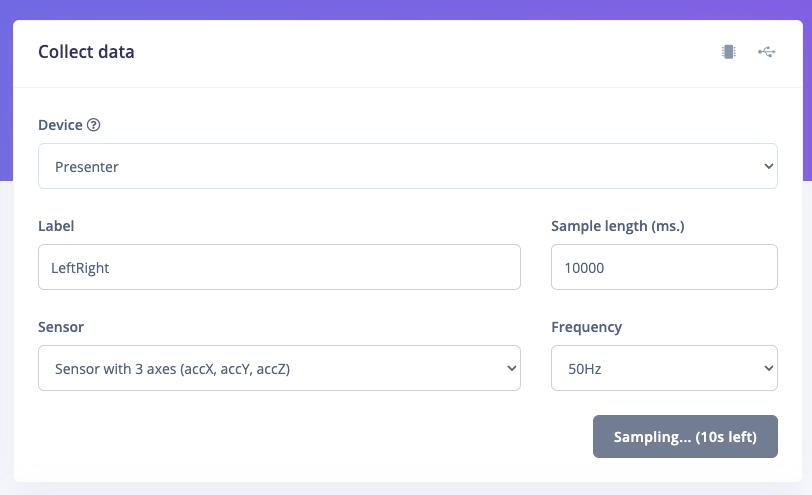 Collect data
Device
Presenter
Label
Sample length (ms.)
LeftRight
10000
Sensor
Frequency
Sensor with 3 axes (accX, accY, accZ)
50Hz
Sampling... (10s left)